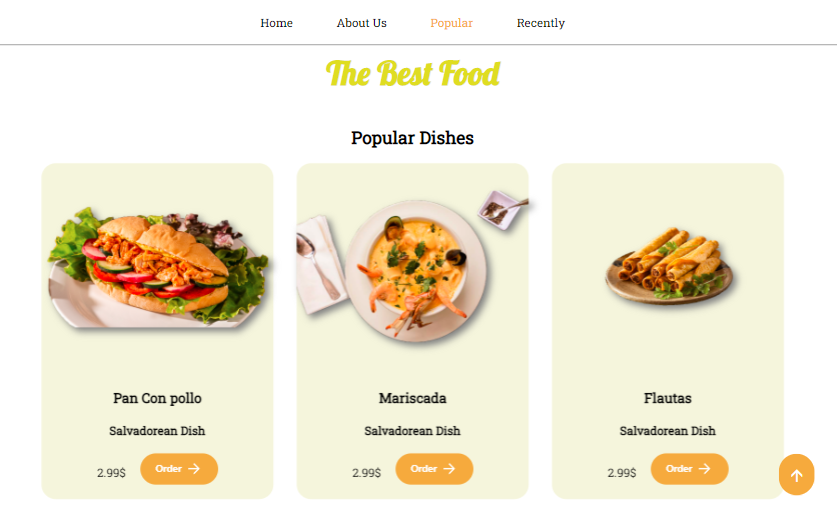 Home About Us Popular Recently
The Best Food
Popular Dishes
Pan Con pollo
Salvadorean Dish
2.99$ Order
Mariscada
Salvadorean Dish
2.99$ Order
Flautas
Salvadorean Dish
2.99$ Order